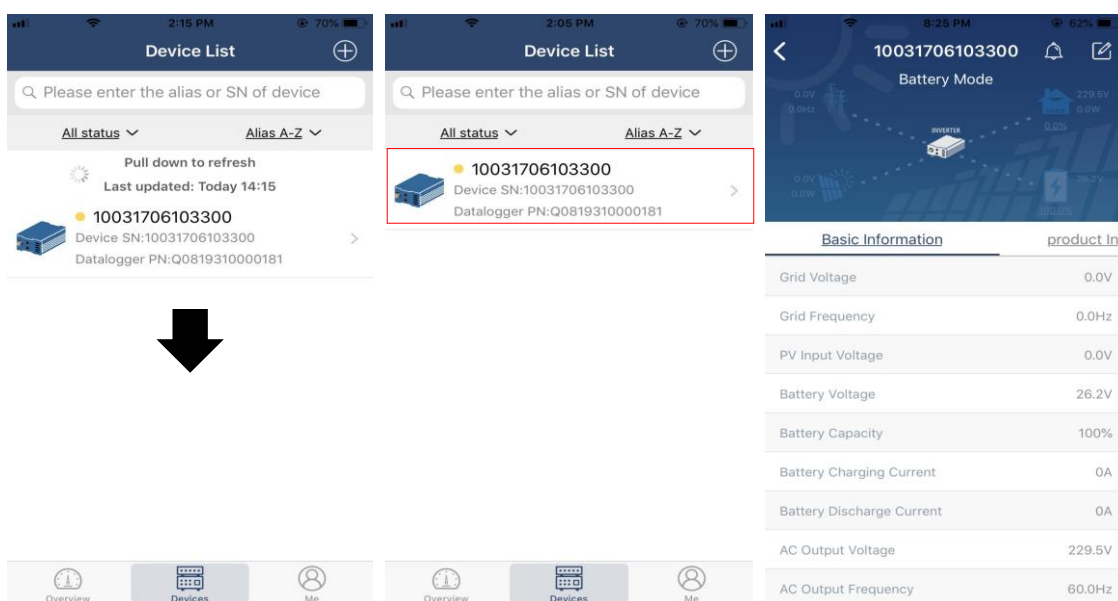 2:15 PM
70%
Device List
Please enter the alias or SN of device
All status
Alias A-Z
Pull down to refresh
Last updated: Today 14:15
10031706103300
Device SN:10031706103300
Datalogger PN:Q0819310000181
Overview
Devices
Me
2:05 PM
70%
Device List
Please enter the alias or SN of device
All status
Alias A-Z
10031706103300
Device SN:10031706103300
Datalogger PN:Q0819310000181
Overview
Devices
Me
8:25 PM
62%
10031706103300
Battery Mode
0.0V
0.0Hz
229.5V
0.0W
0.0%
INVERTER
0.0V
0.0W
26.2V
100.0%
Basic Information
product In
Grid Voltage
0.0V
Grid Frequency
0.0Hz
PV Input Voltage
0.0V
Battery Voltage
26.2V
Battery Capacity
100%
Battery Charging Current
0A
Battery Discharge Current
0A
AC Output Voltage
229.5V
AC Output Frequency
60.0Hz